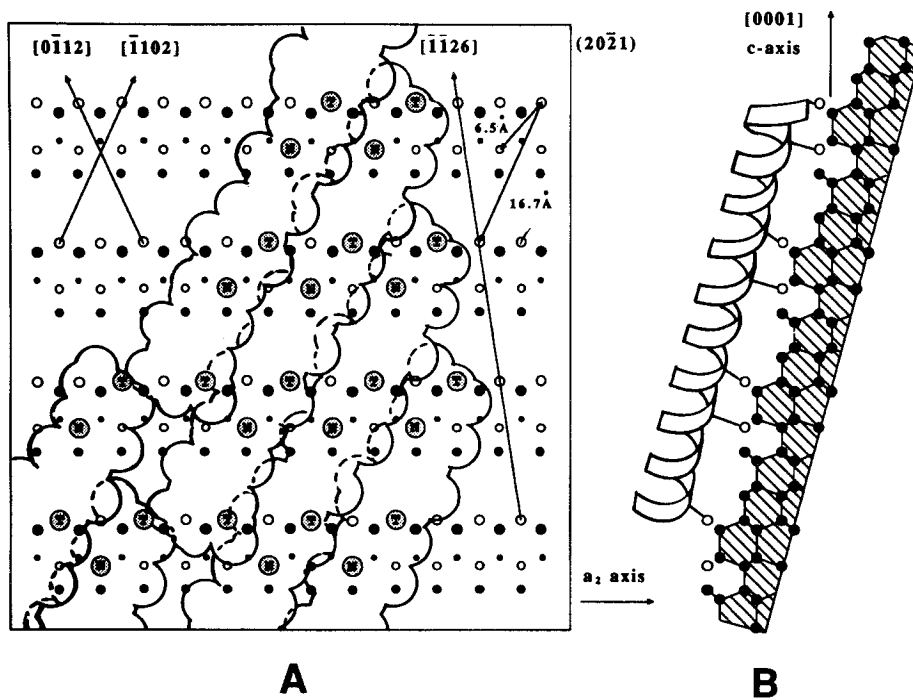 [01̄12] [1̄102] [1̄1̄26] (202̄1)
6.5Å
16.7Å
a₂ axis
[0001]
c-axis
A B